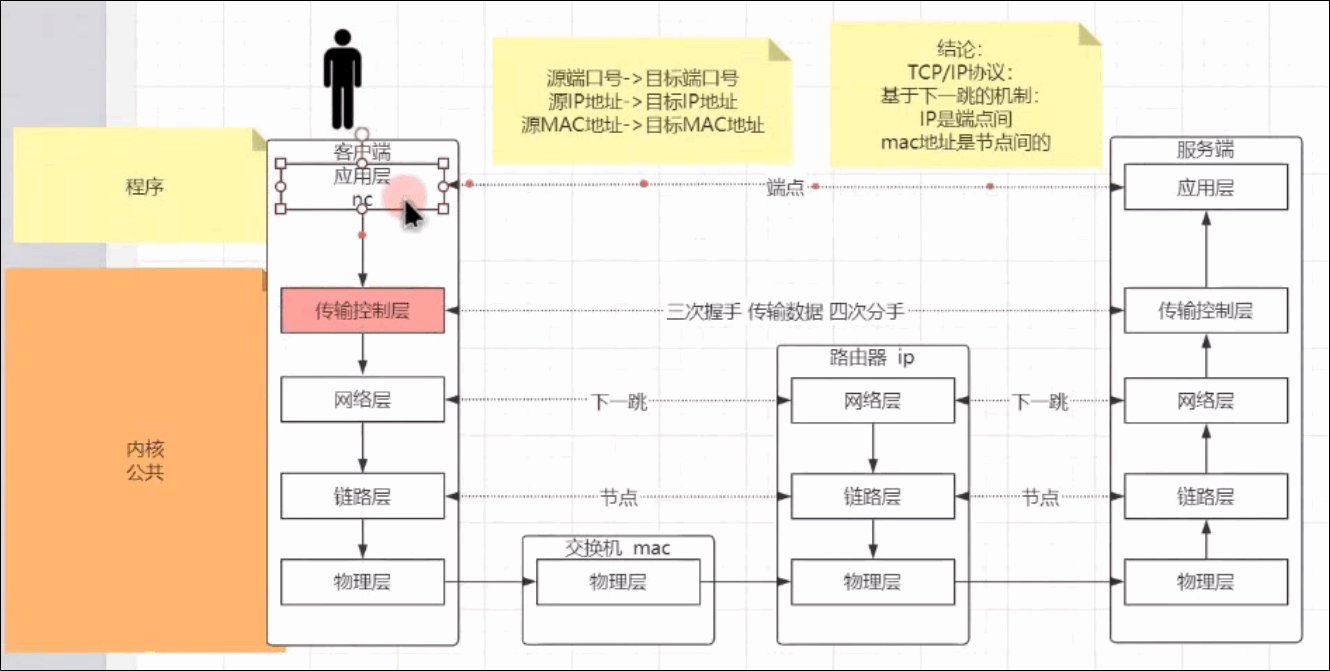 源端口号->目标端口号
源IP地址->目标IP地址
源MAC地址->目标MAC地址
结论:
TCP/IP协议:
基于下一跳的机制:
IP是端点间
mac地址是节点间的
程序
内核
公共
客户端
应用层
nc
传输控制层
网络层
链路层
物理层
端点
三次握手 传输数据 四次分手
下一跳
节点
交换机 mac
物理层
路由器 ip
网络层
链路层
物理层
下一跳
节点
服务端
应用层
传输控制层
网络层
链路层
物理层